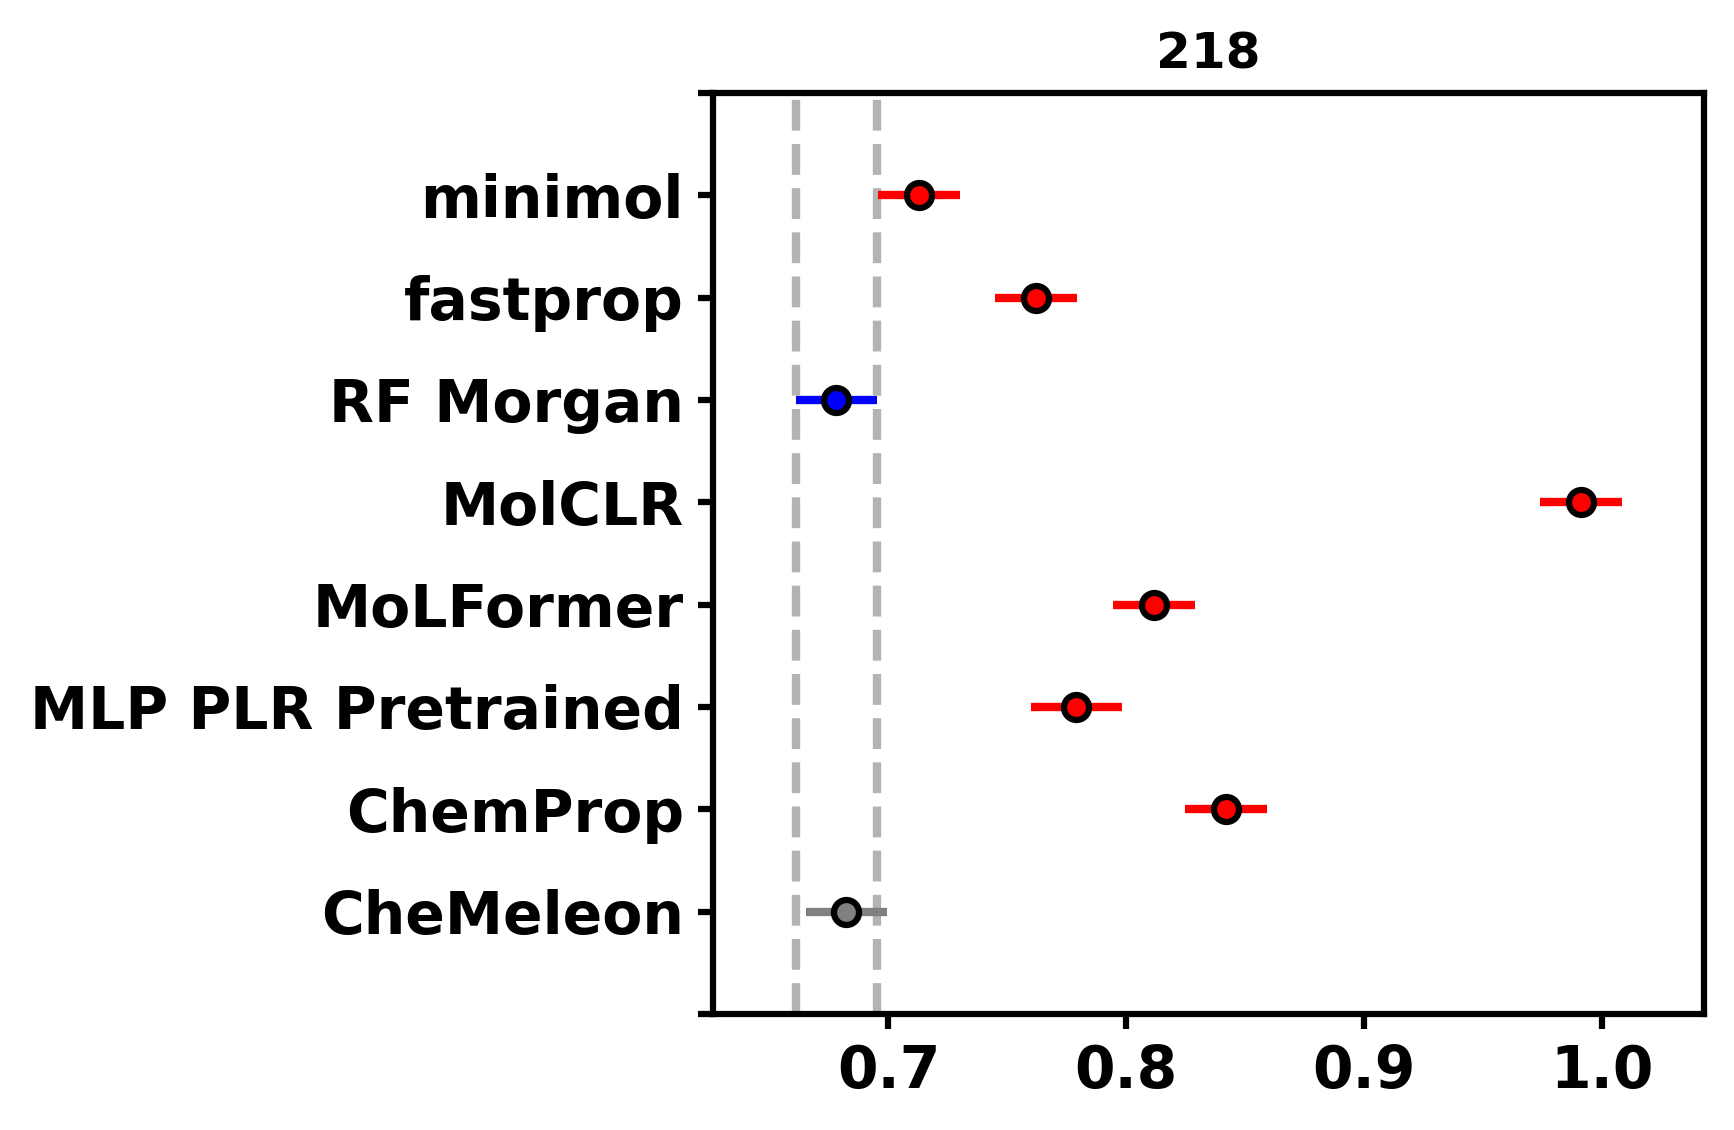 218
minimol
fastprop
RF Morgan
MolCLR
MoLFormer
MLP PLR Pretrained
ChemProp
CheMeleon
0.7 0.8 0.9 1.0